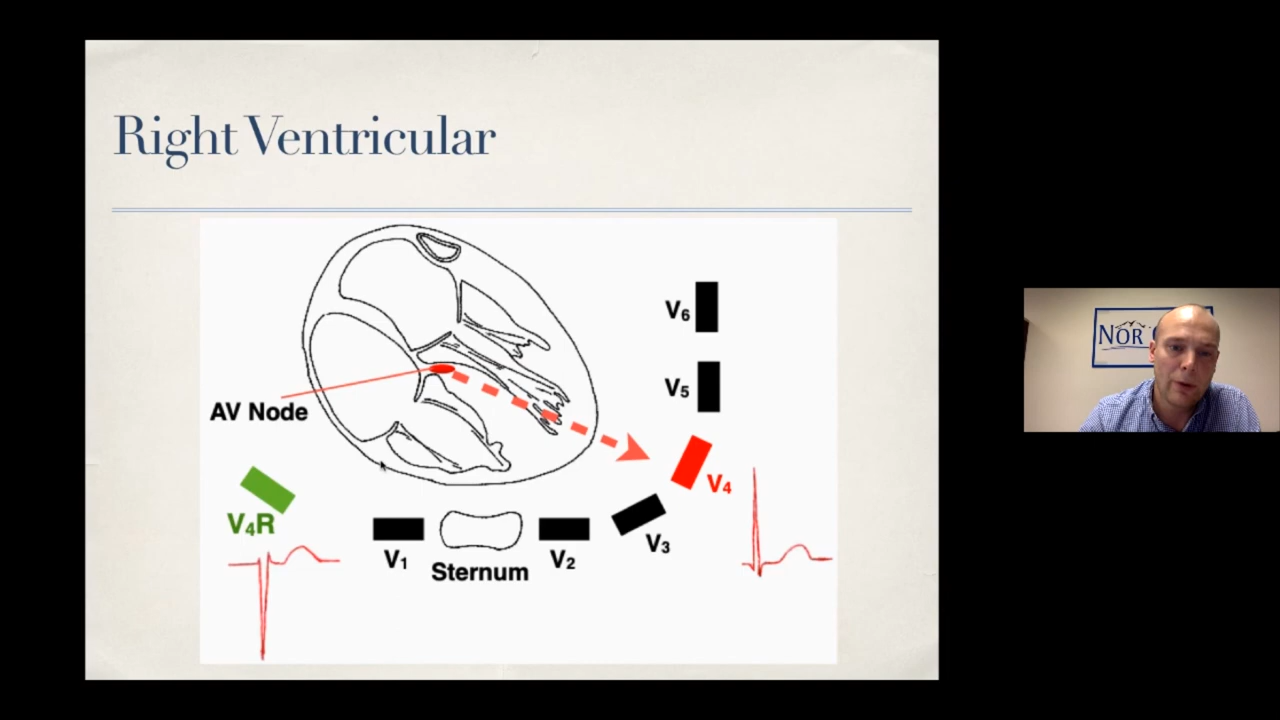 Right Ventricular
V6
V5
AV Node
V4
V4R
V3
V1
V2
Sternum
NOR